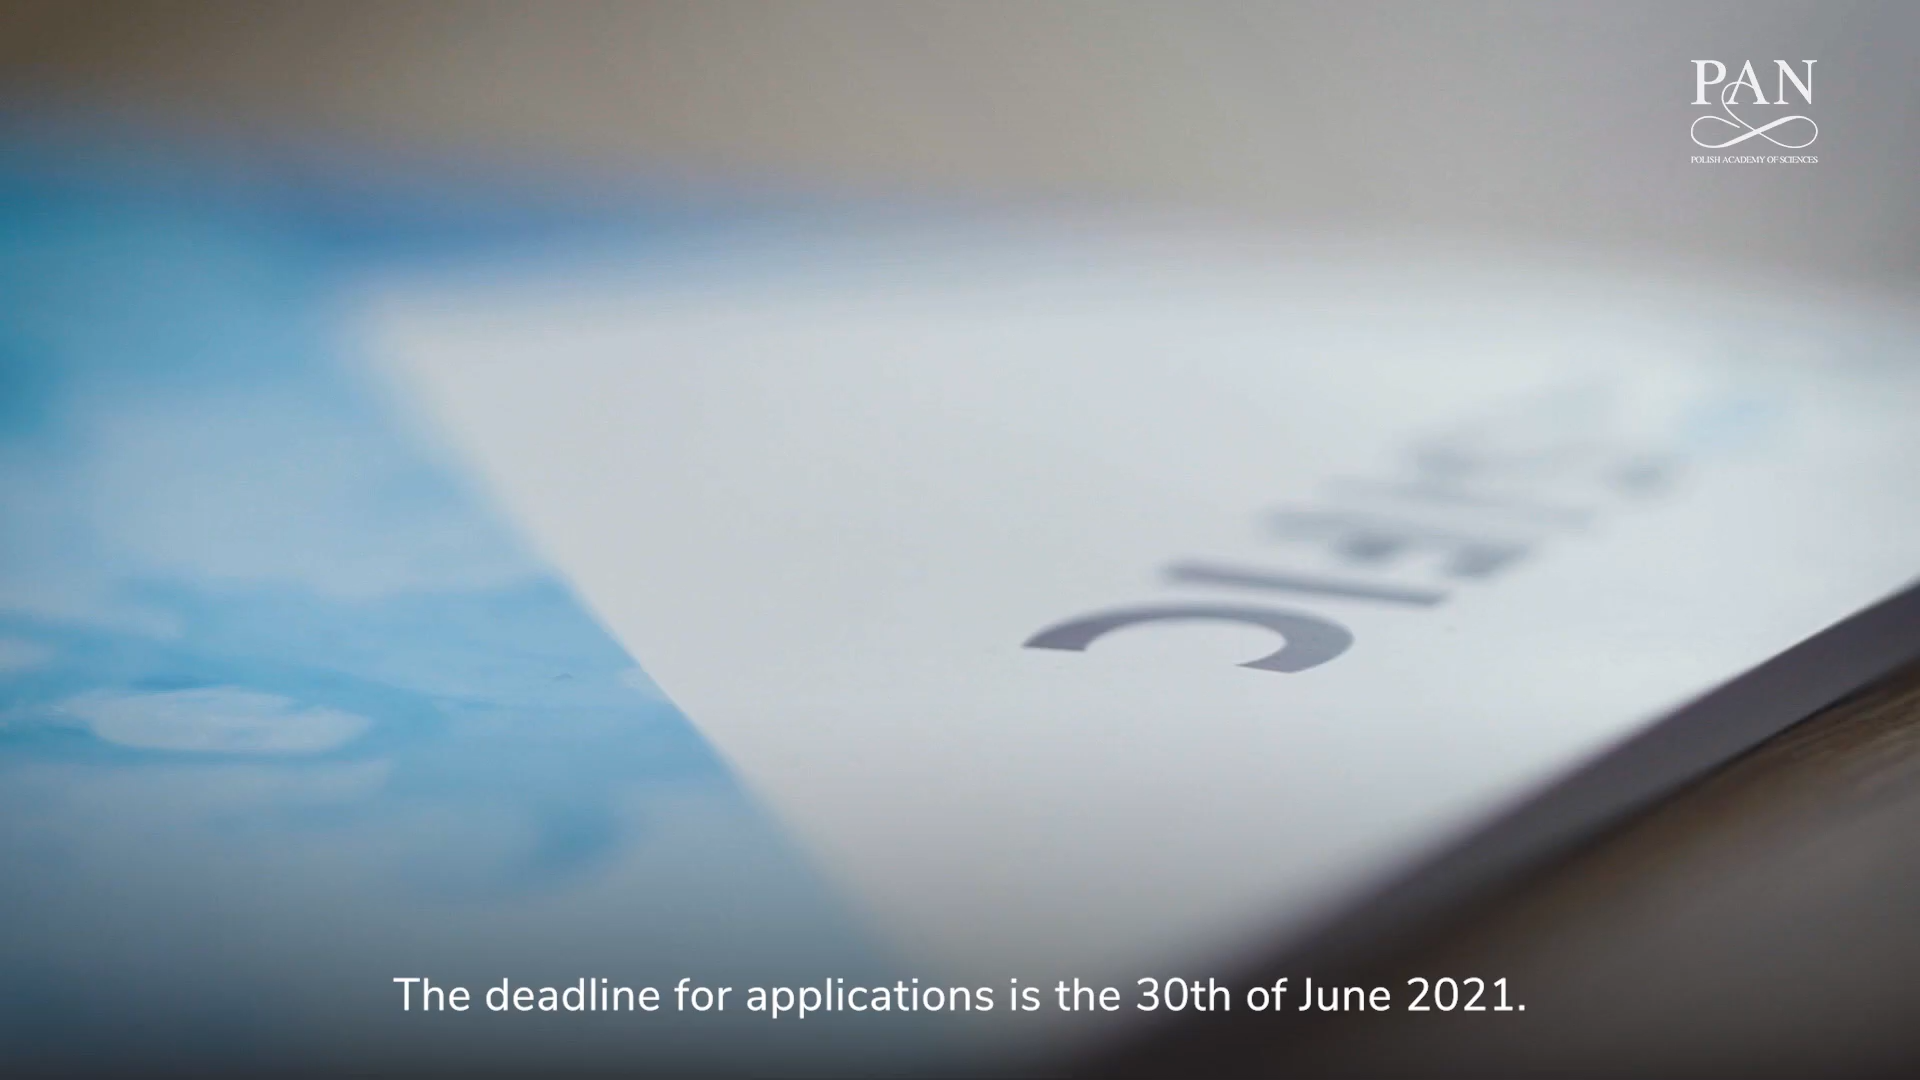 PAN
POLISH ACADEMY OF SCIENCES
The deadline for applications is the 30th of June 2021.